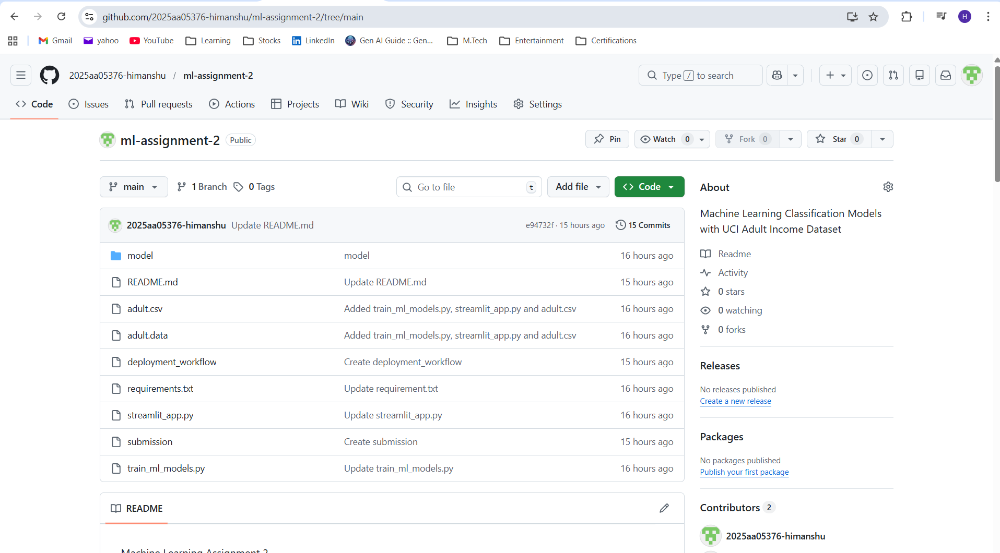 github.com/2025aa05376-himanshu/ml-assignment-2/tree/main
H
Gmail yahoo YouTube Learning Stocks LinkedIn Gen AI Guide :: Gen... M.Tech Entertainment Certifications
2025aa05376-himanshu / ml-assignment-2
Type / to search
Code Issues Pull requests Actions Projects Wiki Security Insights Settings
ml-assignment-2 Public
Pin Watch 0 Fork 0 Star 0
main 1 Branch 0 Tags
Go to file t Add file Code
2025aa05376-himanshu Update README.md e94732f · 15 hours ago 15 Commits
model model 16 hours ago
README.md Update README.md 15 hours ago
adult.csv Added train_ml_models.py, streamlit_app.py and adult.csv 16 hours ago
adult.data Added train_ml_models.py, streamlit_app.py and adult.csv 16 hours ago
deployment_workflow Create deployment_workflow 15 hours ago
requirements.txt Update requirement.txt 16 hours ago
streamlit_app.py Update streamlit_app.py 16 hours ago
submission Create submission 15 hours ago
train_ml_models.py Update train_ml_models.py 16 hours ago
README
Machine Learning Assignment 2
About
Machine Learning Classification Models
with UCI Adult Income Dataset
Readme
Activity
0 stars
0 watching
0 forks
Releases
No releases published
Create a new release
Packages
No packages published
Publish your first package
Contributors 2
2025aa05376-himanshu